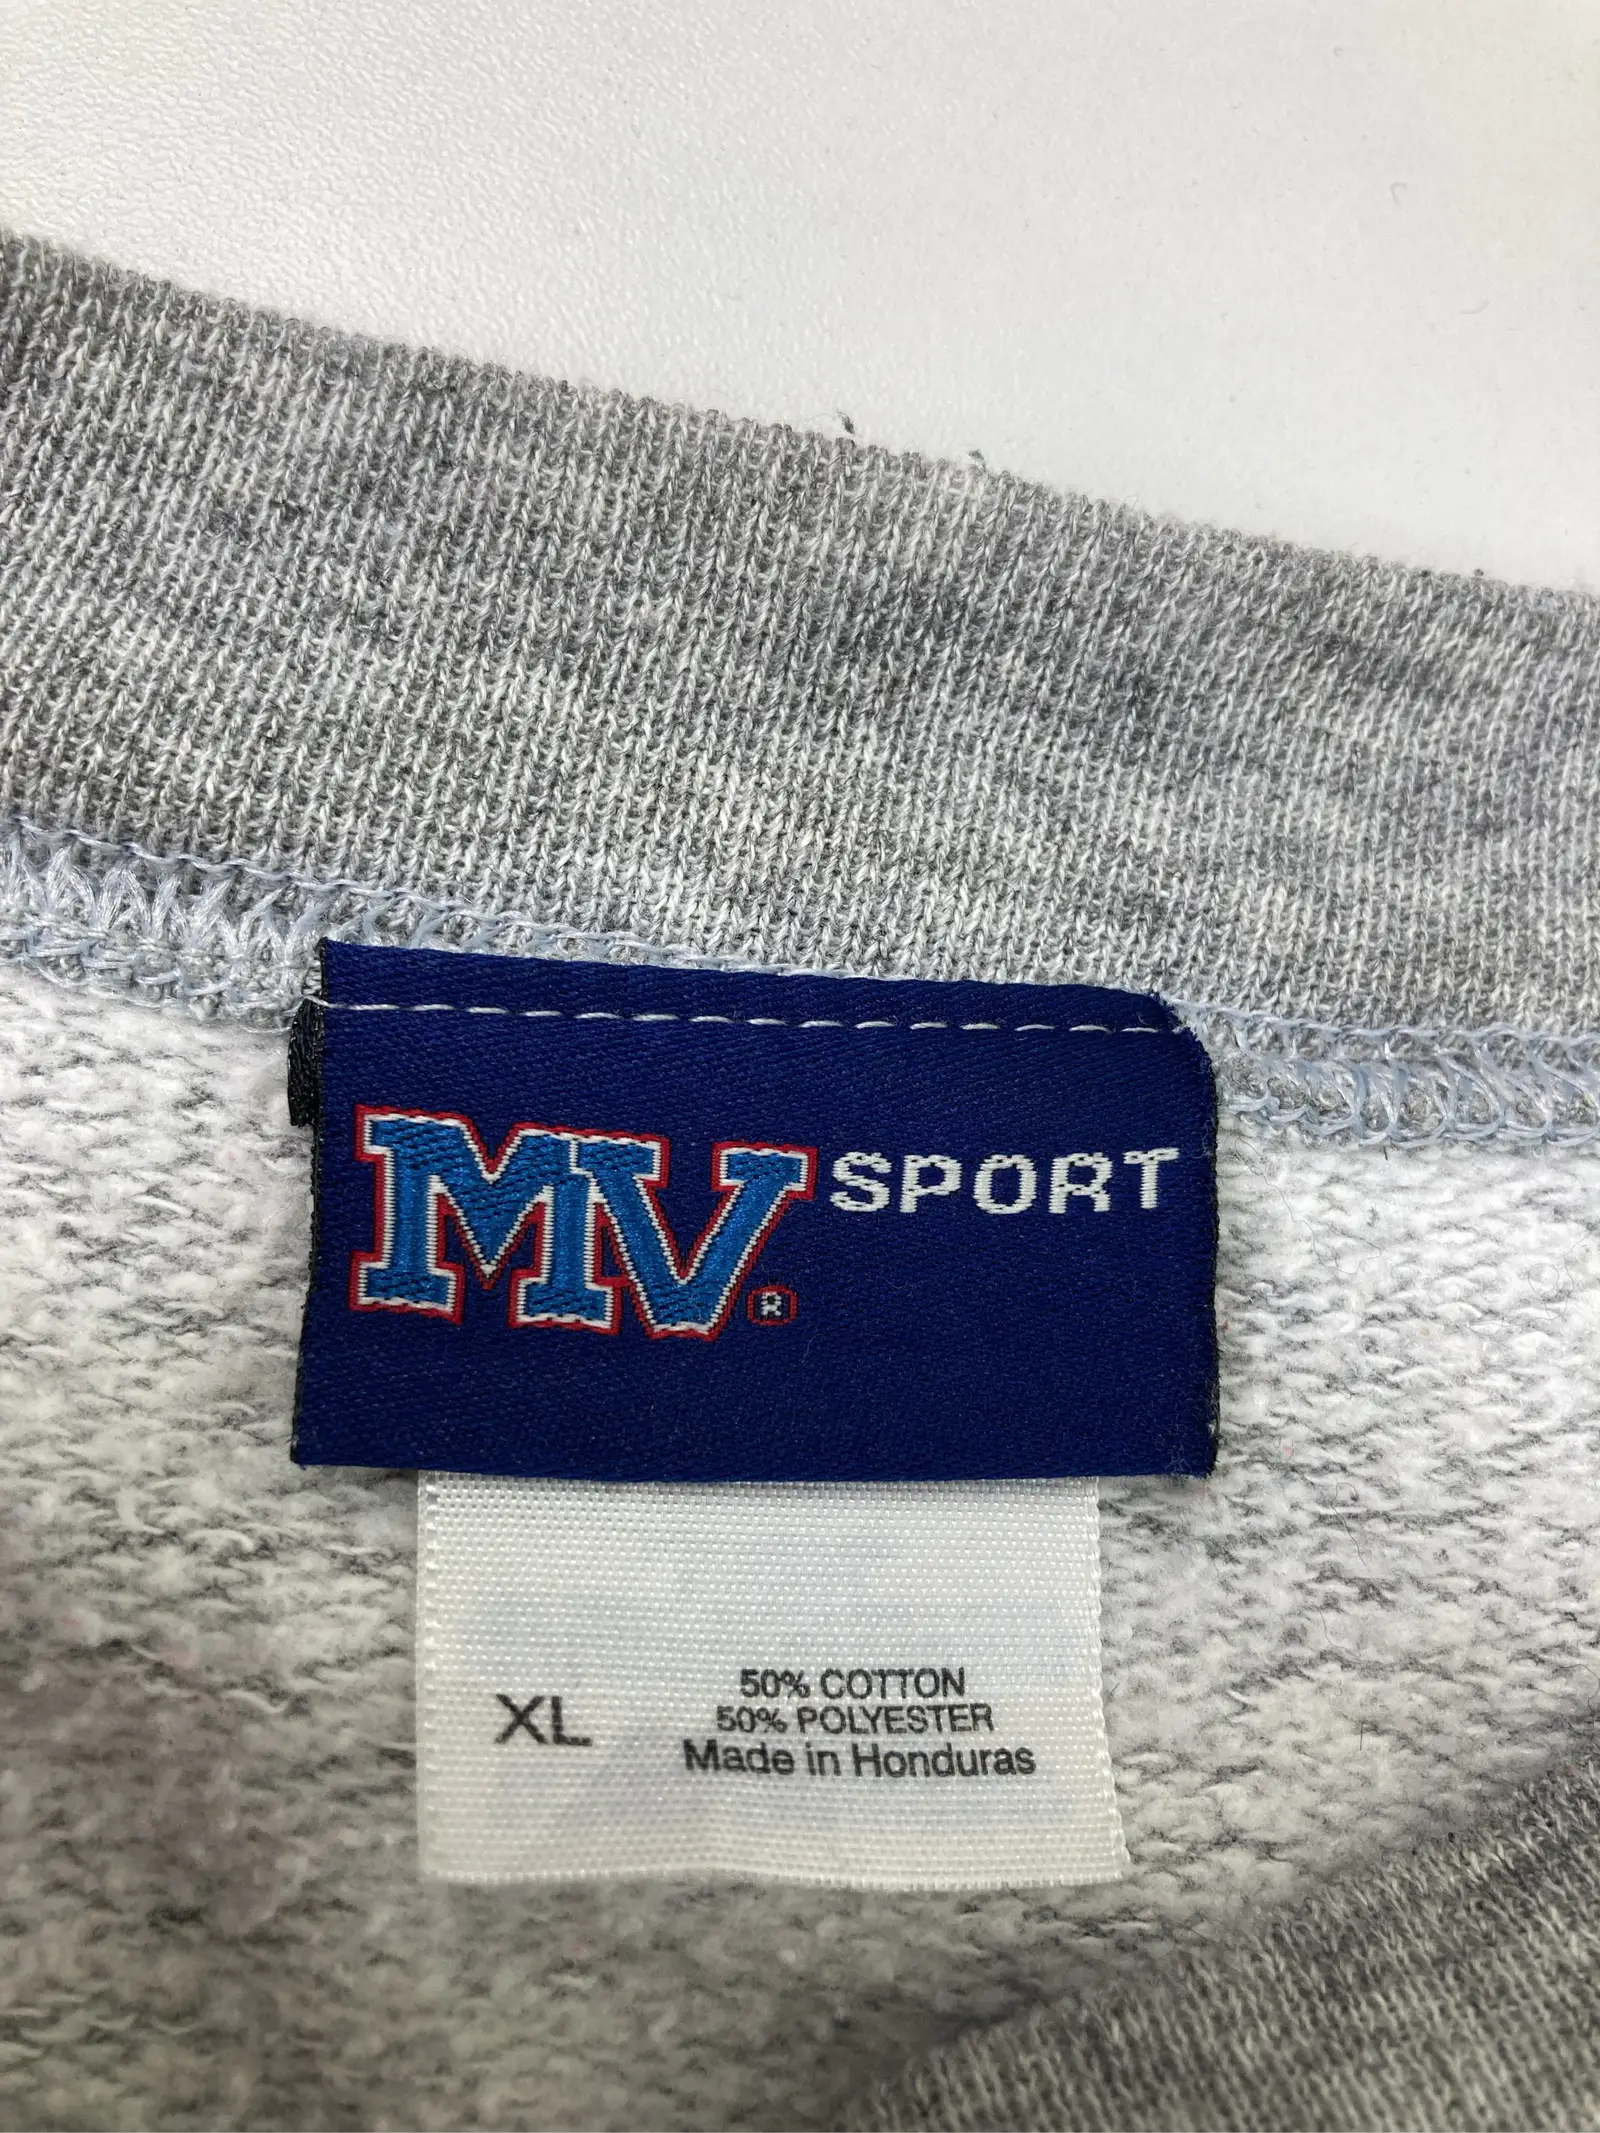 MV SPORT
®
XL
50% COTTON
50% POLYESTER
Made in Honduras